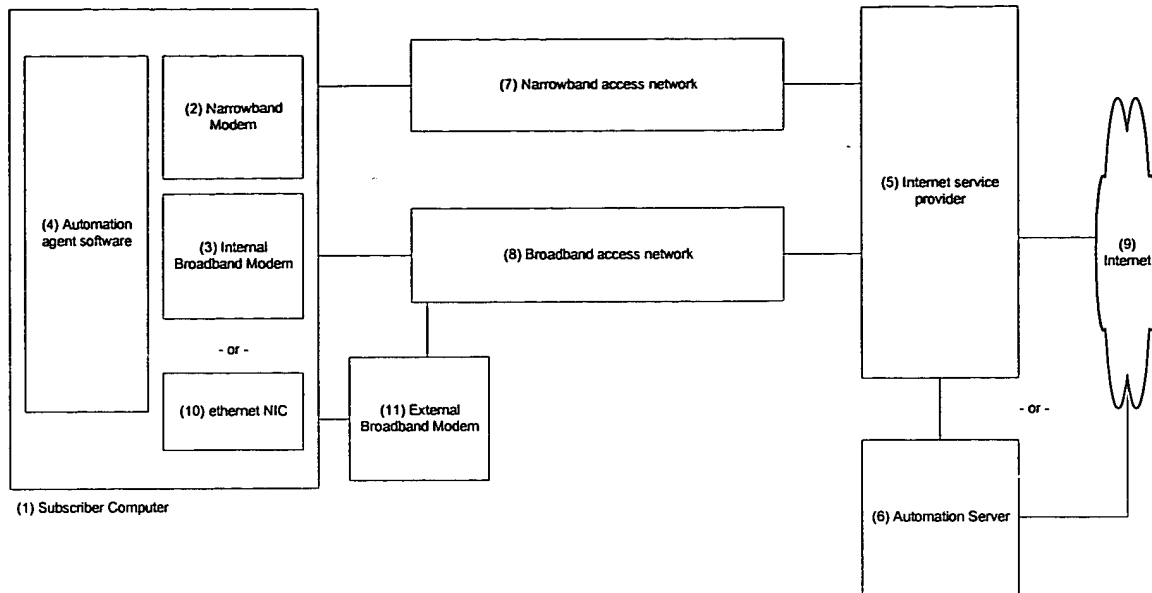 (7) Narrowband access network
(2) Narrowband
Modem
(5) Internet service
provider
(4) Automation
agent software
(3) Internal
Broadband Modem
(8) Broadband access network
(9)
Internet
- or -
(10) ethernet NIC
(11) External
Broadband Modem
- or -
(1) Subscriber Computer
(6) Automation Server